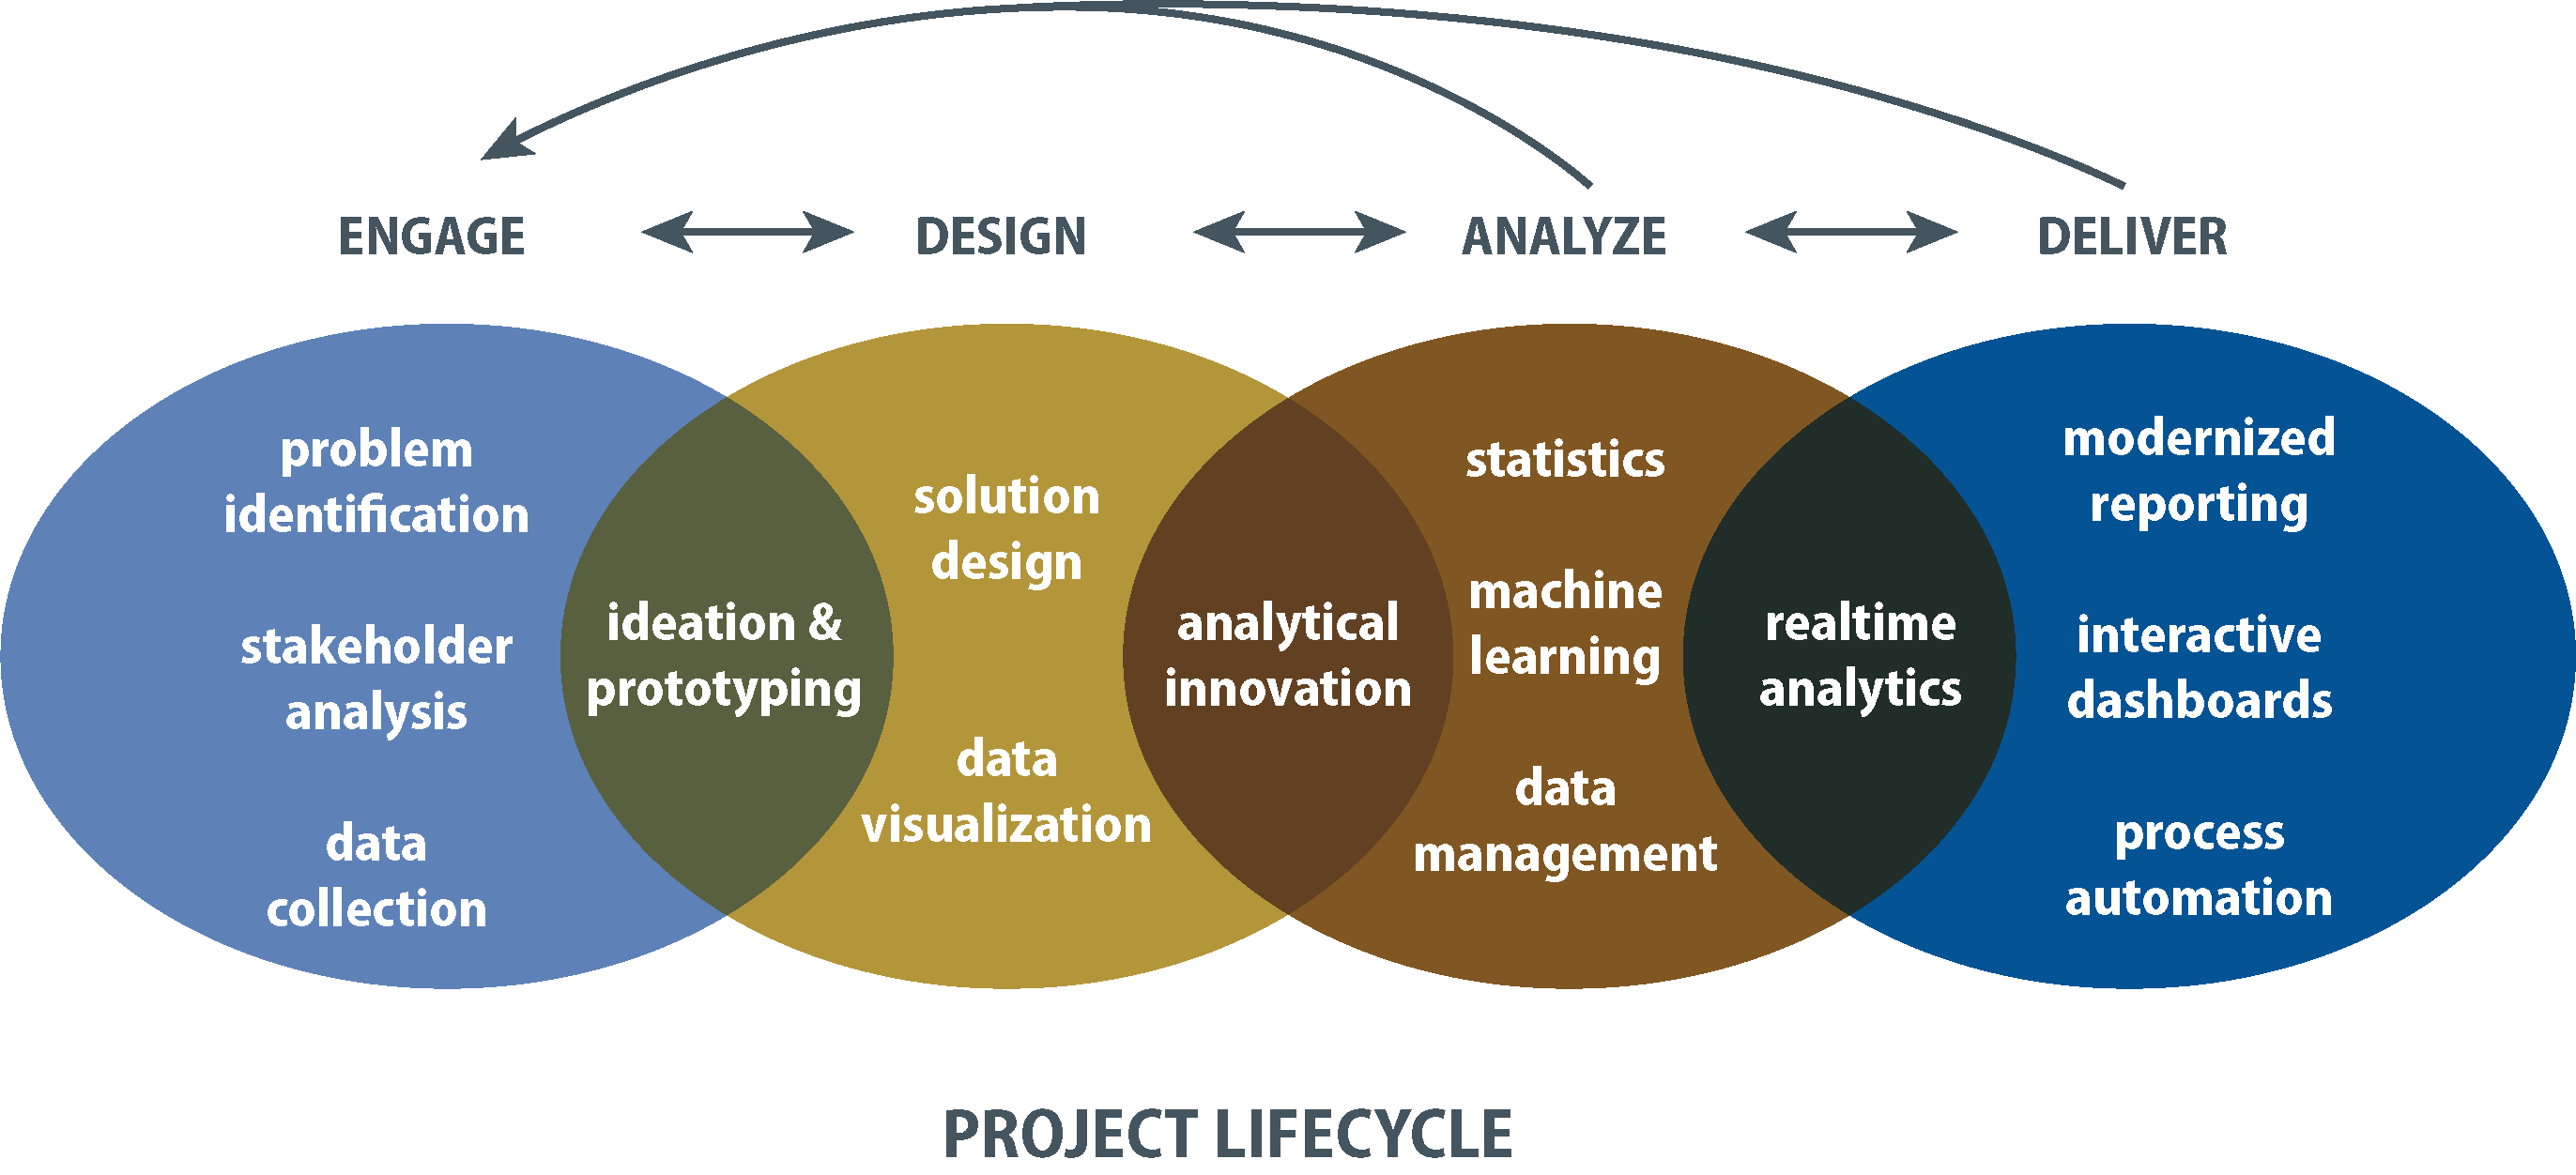 ENGAGE
DESIGN
ANALYZE
DELIVER
problem
identification
stakeholder
analysis
data
collection
ideation &
prototyping
solution
design
data
visualization
analytical
innovation
statistics
machine
learning
data
management
realtime
analytics
modernized
reporting
interactive
dashboards
process
automation
PROJECT LIFECYCLE